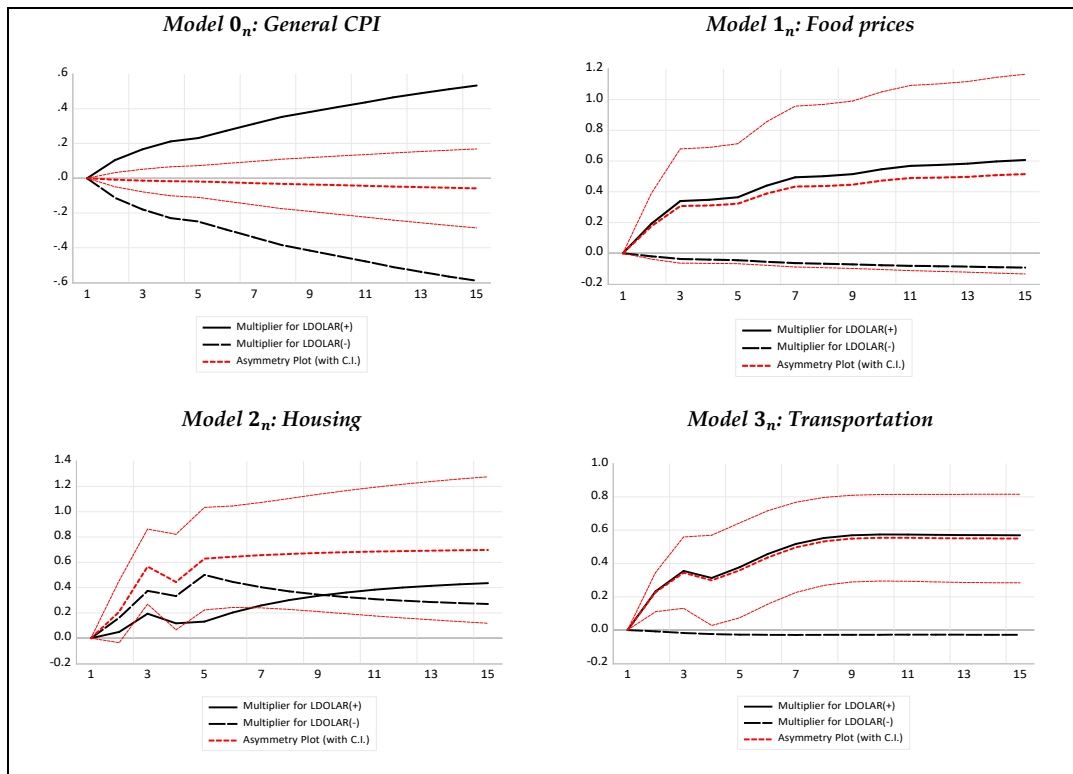 Model 0n: General CPI
.6
.4
.2
.0
-.2
-.4
-.6
1 3 5 7 9 11 13 15
Multiplier for LDOLAR(+)
Multiplier for LDOLAR(-)
Asymmetry Plot (with C.I.)
Model 1n: Food prices
1.2
1.0
0.8
0.6
0.4
0.2
0.0
-0.2
1 3 5 7 9 11 13 15
Multiplier for LDOLAR(+)
Multiplier for LDOLAR(-)
Asymmetry Plot (with C.I.)
Model 2n: Housing
1.4
1.2
1.0
0.8
0.6
0.4
0.2
0.0
-0.2
1 3 5 7 9 11 13 15
Multiplier for LDOLAR(+)
Multiplier for LDOLAR(-)
Asymmetry Plot (with C.I.)
Model 3n: Transportation
1.0
0.8
0.6
0.4
0.2
0.0
-0.2
1 3 5 7 9 11 13 15
Multiplier for LDOLAR(+)
Multiplier for LDOLAR(-)
Asymmetry Plot (with C.I.)